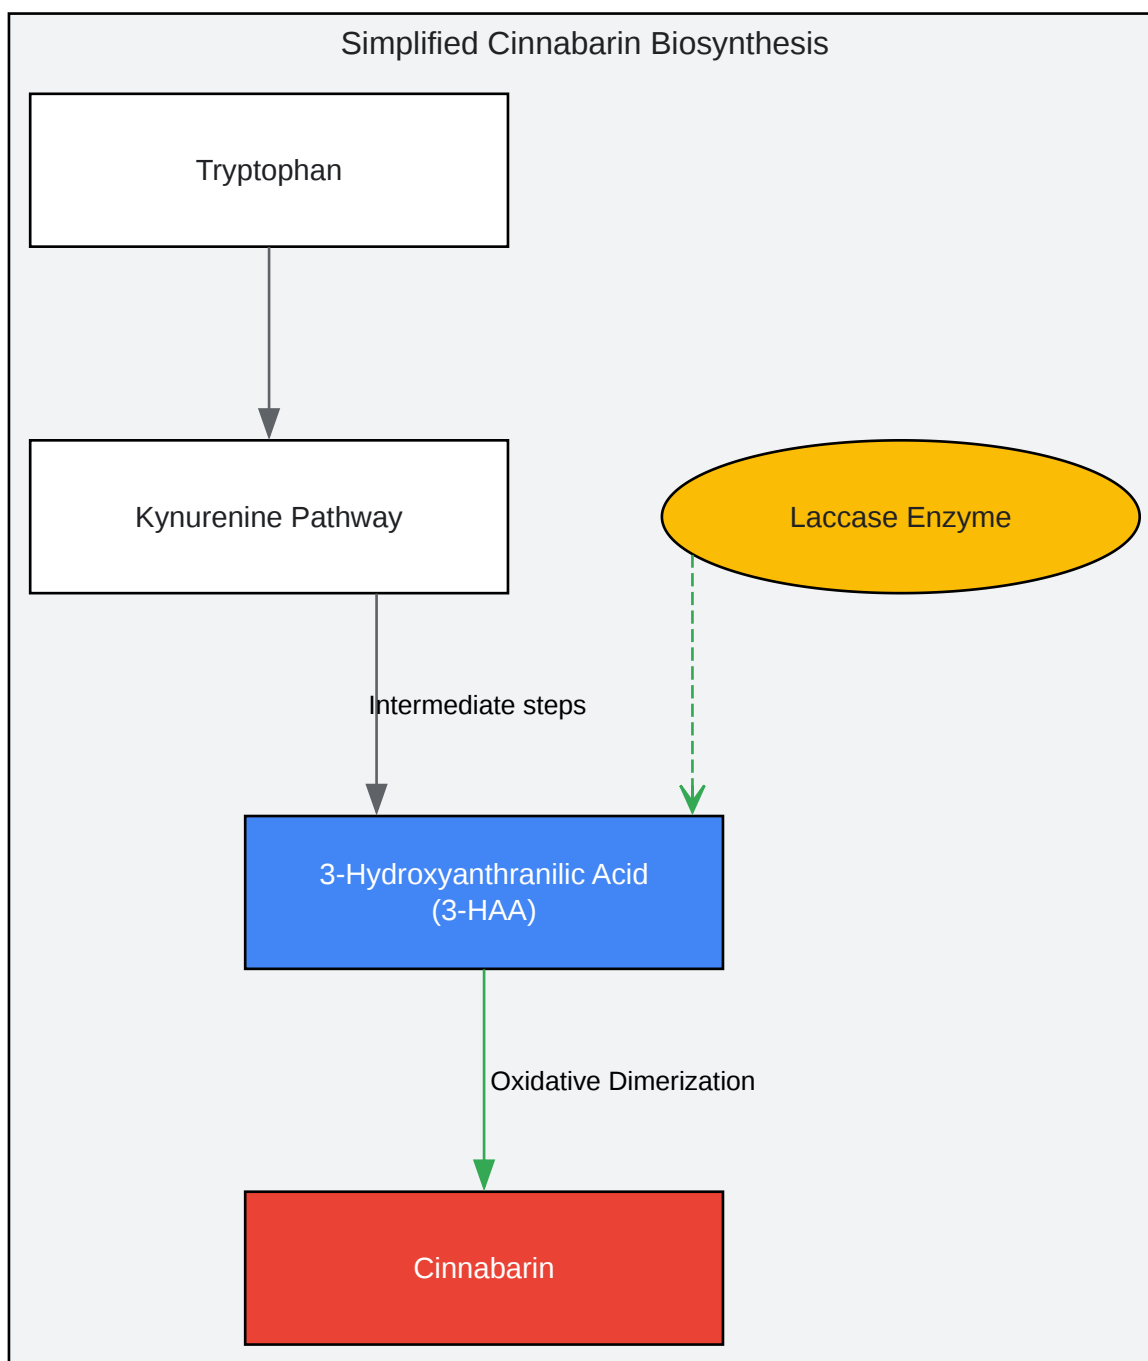 Simplified Cinnabarin Biosynthesis
Tryptophan
Kynurenine Pathway
Laccase Enzyme
Intermediate steps
3-Hydroxyanthranilic Acid
(3-HAA)
Oxidative Dimerization
Cinnabarin